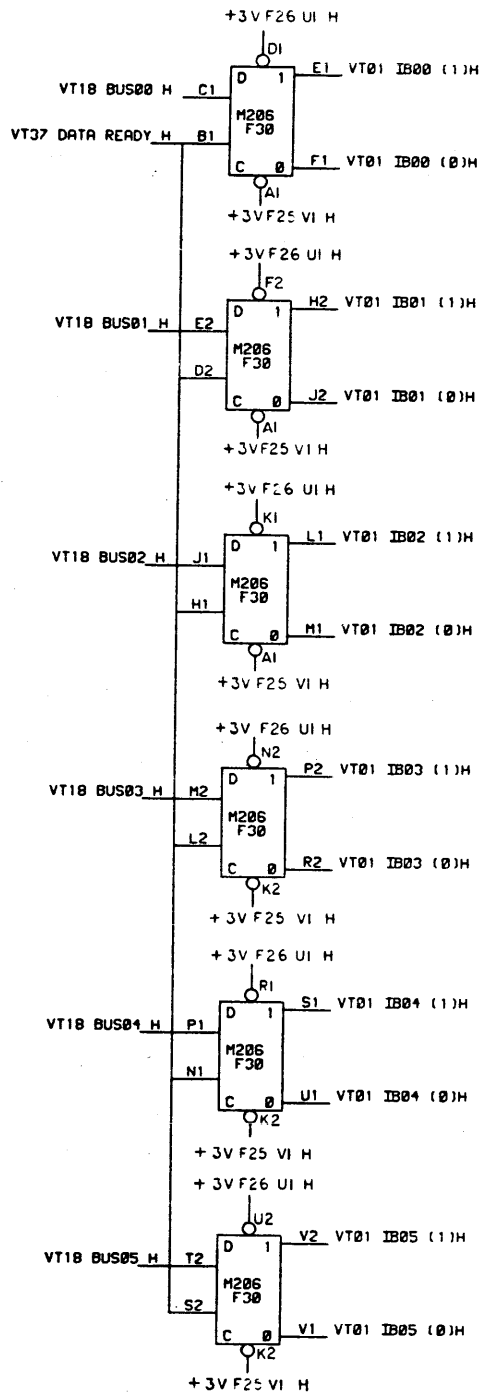 +3V F26 U1 H
D1
D 1 E1 VT01 IB00 (1)H
VT18 BUS00 H C1
M206
F30
VT37 DATA READY H B1
C 0 F1 VT01 IB00 (0)H
A1
+3V F25 V1 H
+3V F26 U1 H
F2
D 1 H2 VT01 IB01 (1)H
VT18 BUS01 H E2
M206
F30
D2
C 0 J2 VT01 IB01 (0)H
A1
+3V F25 V1 H
+3V F26 U1 H
K1
D 1 L1 VT01 IB02 (1)H
VT18 BUS02 H J1
M206
F30
H1
C 0 M1 VT01 IB02 (0)H
A1
+3V F25 V1 H
+3V F26 U1 H
N2
D 1 P2 VT01 IB03 (1)H
VT18 BUS03 H M2
M206
F30
L2
C 0 R2 VT01 IB03 (0)H
K2
+3V F25 V1 H
+3V F26 U1 H
R1
D 1 S1 VT01 IB04 (1)H
VT18 BUS04 H P1
M206
F30
N1
C 0 U1 VT01 IB04 (0)H
K2
+3V F25 V1 H
+3V F26 U1 H
U2
D 1 V2 VT01 IB05 (1)H
VT18 BUS05 H T2
M206
F30
S2
C 0 V1 VT01 IB05 (0)H
K2
+3V F25 V1 H